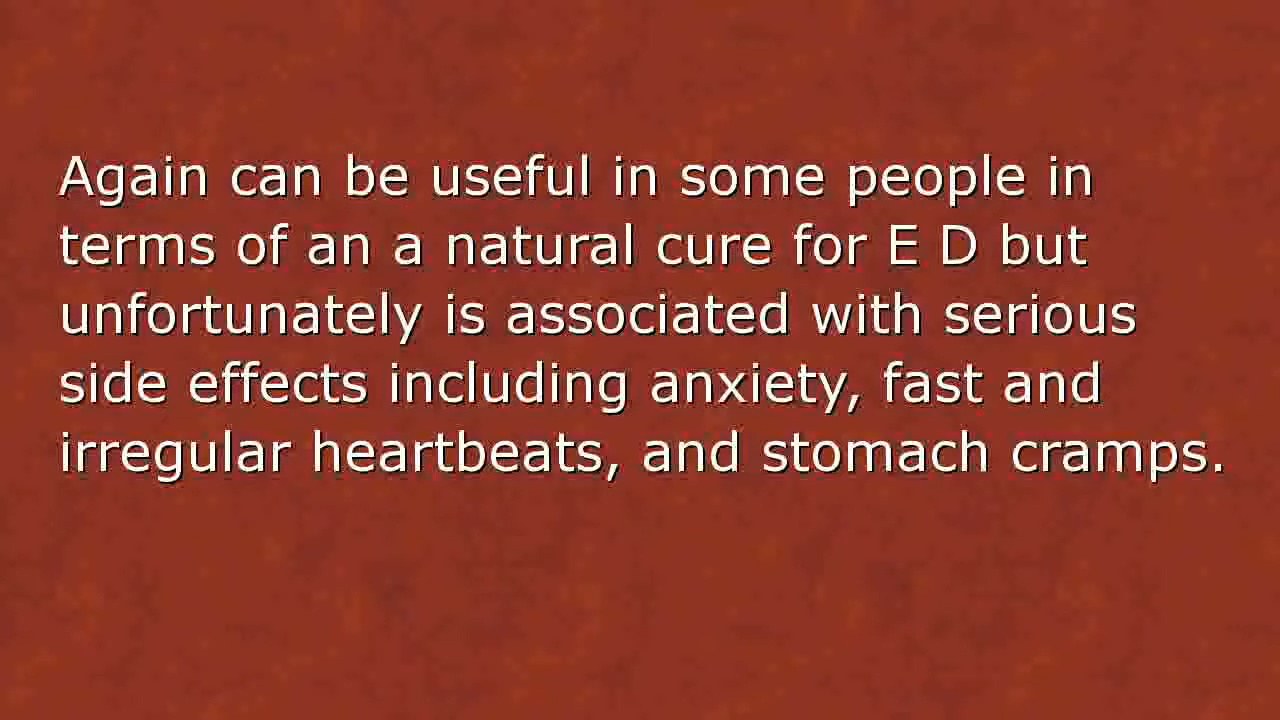 Again can be useful in some people in
terms of an a natural cure for E D but
unfortunately is associated with serious
side effects including anxiety, fast and
irregular heartbeats, and stomach cramps.